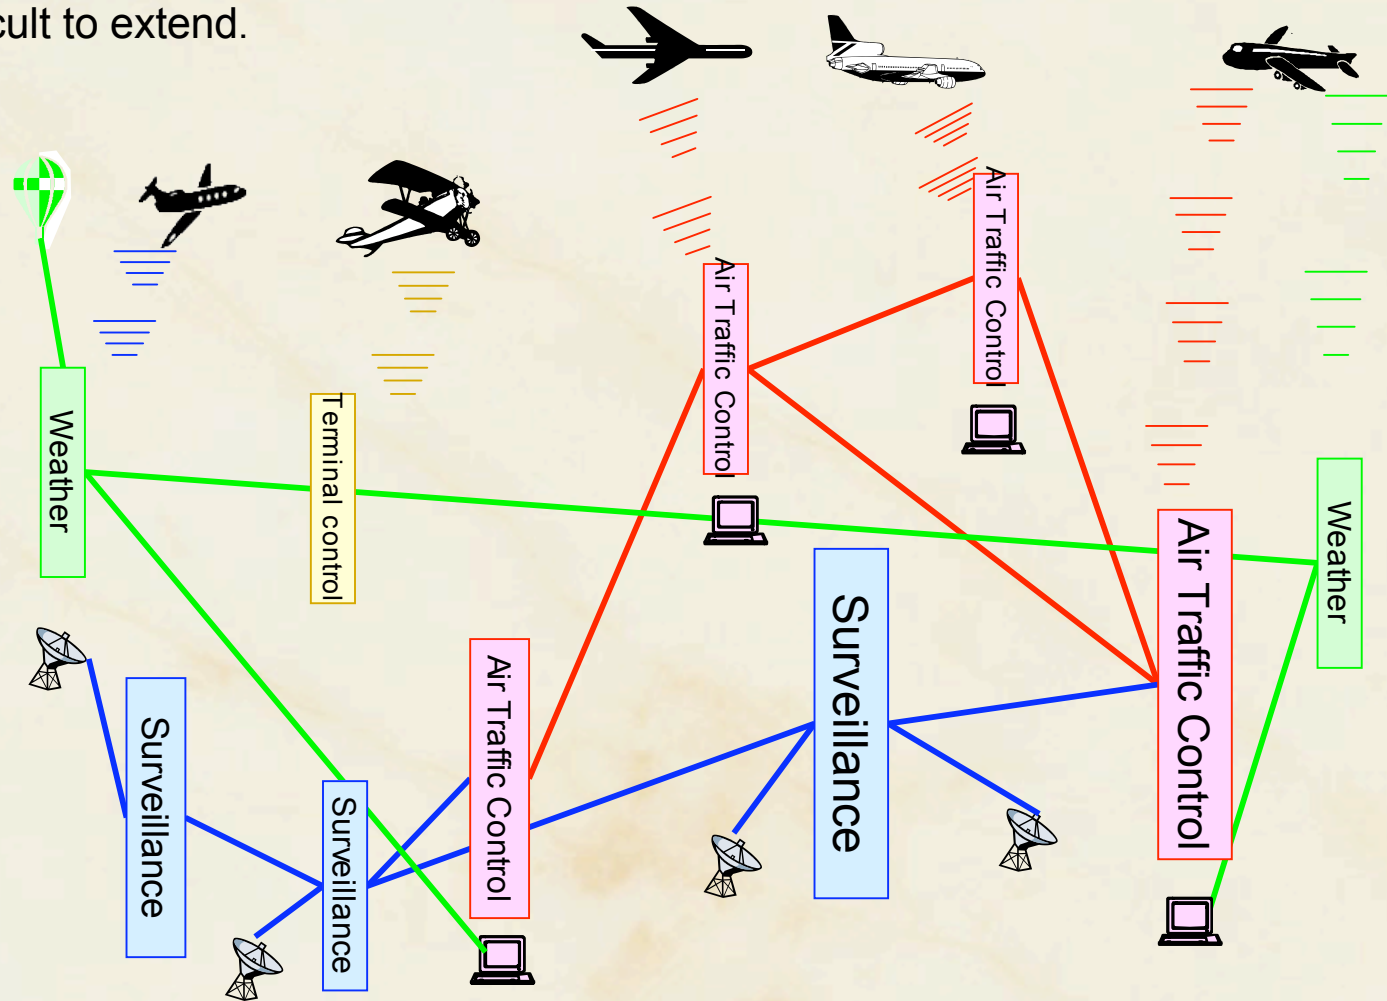 cult to extend.
Air Traffic Control
Air Traffic Control
Weather
Terminal control
Weather
Air Traffic Control
Surveillance
Air Traffic Control
Surveillance
Surveillance